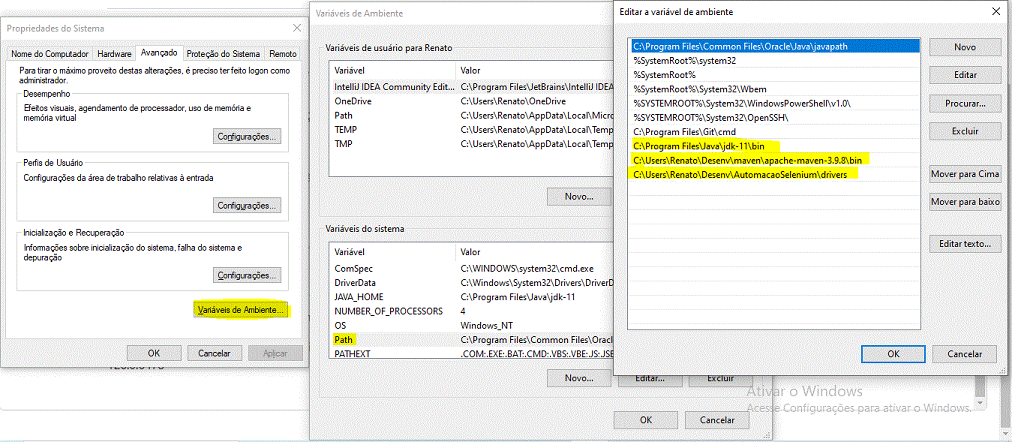 Propriedades do Sistema
Nome do Computador
Hardware
Avançado
Proteção do Sistema
Remoto
Para tirar o máximo proveito destas alterações, é preciso ter feito logon como
administrador.
Desempenho
Efeitos visuais, agendamento de processador, uso de memória e
memória virtual
Configurações...
Perfis de Usuário
Configurações da área de trabalho relativas à entrada
Configurações...
Inicialização e Recuperação
Informações sobre inicialização do sistema, falha do sistema e
depuração
Configurações...
Variáveis de Ambiente...
OK
Cancelar
Aplicar
Variáveis de Ambiente
Variáveis de usuário para Renato
Variável
Valor
IntelliJ IDEA Community Edit...
C:\Program Files\JetBrains\IntelliJ IDEA
OneDrive
C:\Users\Renato\OneDrive
Path
C:\Users\Renato\AppData\Local\Micro
TEMP
C:\Users\Renato\AppData\Local\Temp
TMP
C:\Users\Renato\AppData\Local\Temp
Novo...
Variáveis do sistema
Variável
Valor
ComSpec
C:\WINDOWS\system32\cmd.exe
DriverData
C:\Windows\System32\Drivers\DriverData
JAVA_HOME
C:\Program Files\Java\jdk-11
NUMBER_OF_PROCESSORS
4
OS
Windows_NT
Path
C:\Program Files\Common Files\Oracle
PATHEXT
.COM;.EXE;.BAT;.CMD;.VBS;.VBE;.JS;.JSE
Novo...
Editar...
Excluir
OK
Cancelar
Editar a variável de ambiente
C:\Program Files\Common Files\Oracle\Java\javapath
%SystemRoot%\system32
%SystemRoot%
%SystemRoot%\System32\Wbem
%SYSTEMROOT%\System32\WindowsPowerShell\v1.0\
%SYSTEMROOT%\System32\OpenSSH\
C:\Program Files\Git\cmd
C:\Program Files\Java\jdk-11\bin
C:\Users\Renato\Desenv\maven\apache-maven-3.9.8\bin
C:\Users\Renato\Desenv\AutomacaoSelenium\drivers
Novo
Editar
Procurar...
Excluir
Mover para Cima
Mover para baixo
Editar texto...
OK
Cancelar
Ativar o Windows
Acesse Configurações para ativar o Windows.